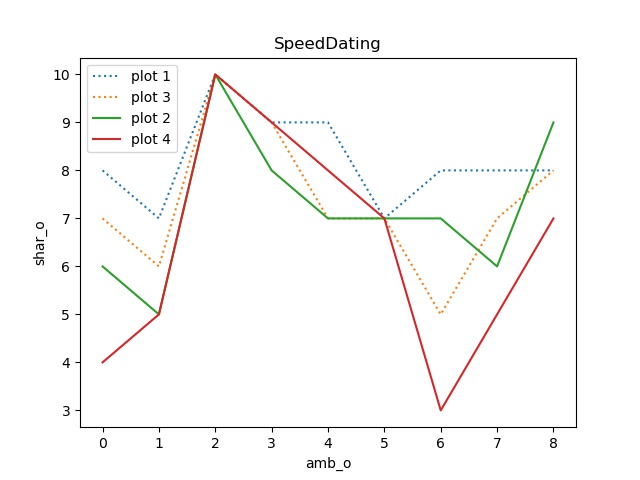 SpeedDating
plot 1
plot 3
plot 2
plot 4
10
9
8
7
6
5
4
3
shar_o
0 1 2 3 4 5 6 7 8
amb_o